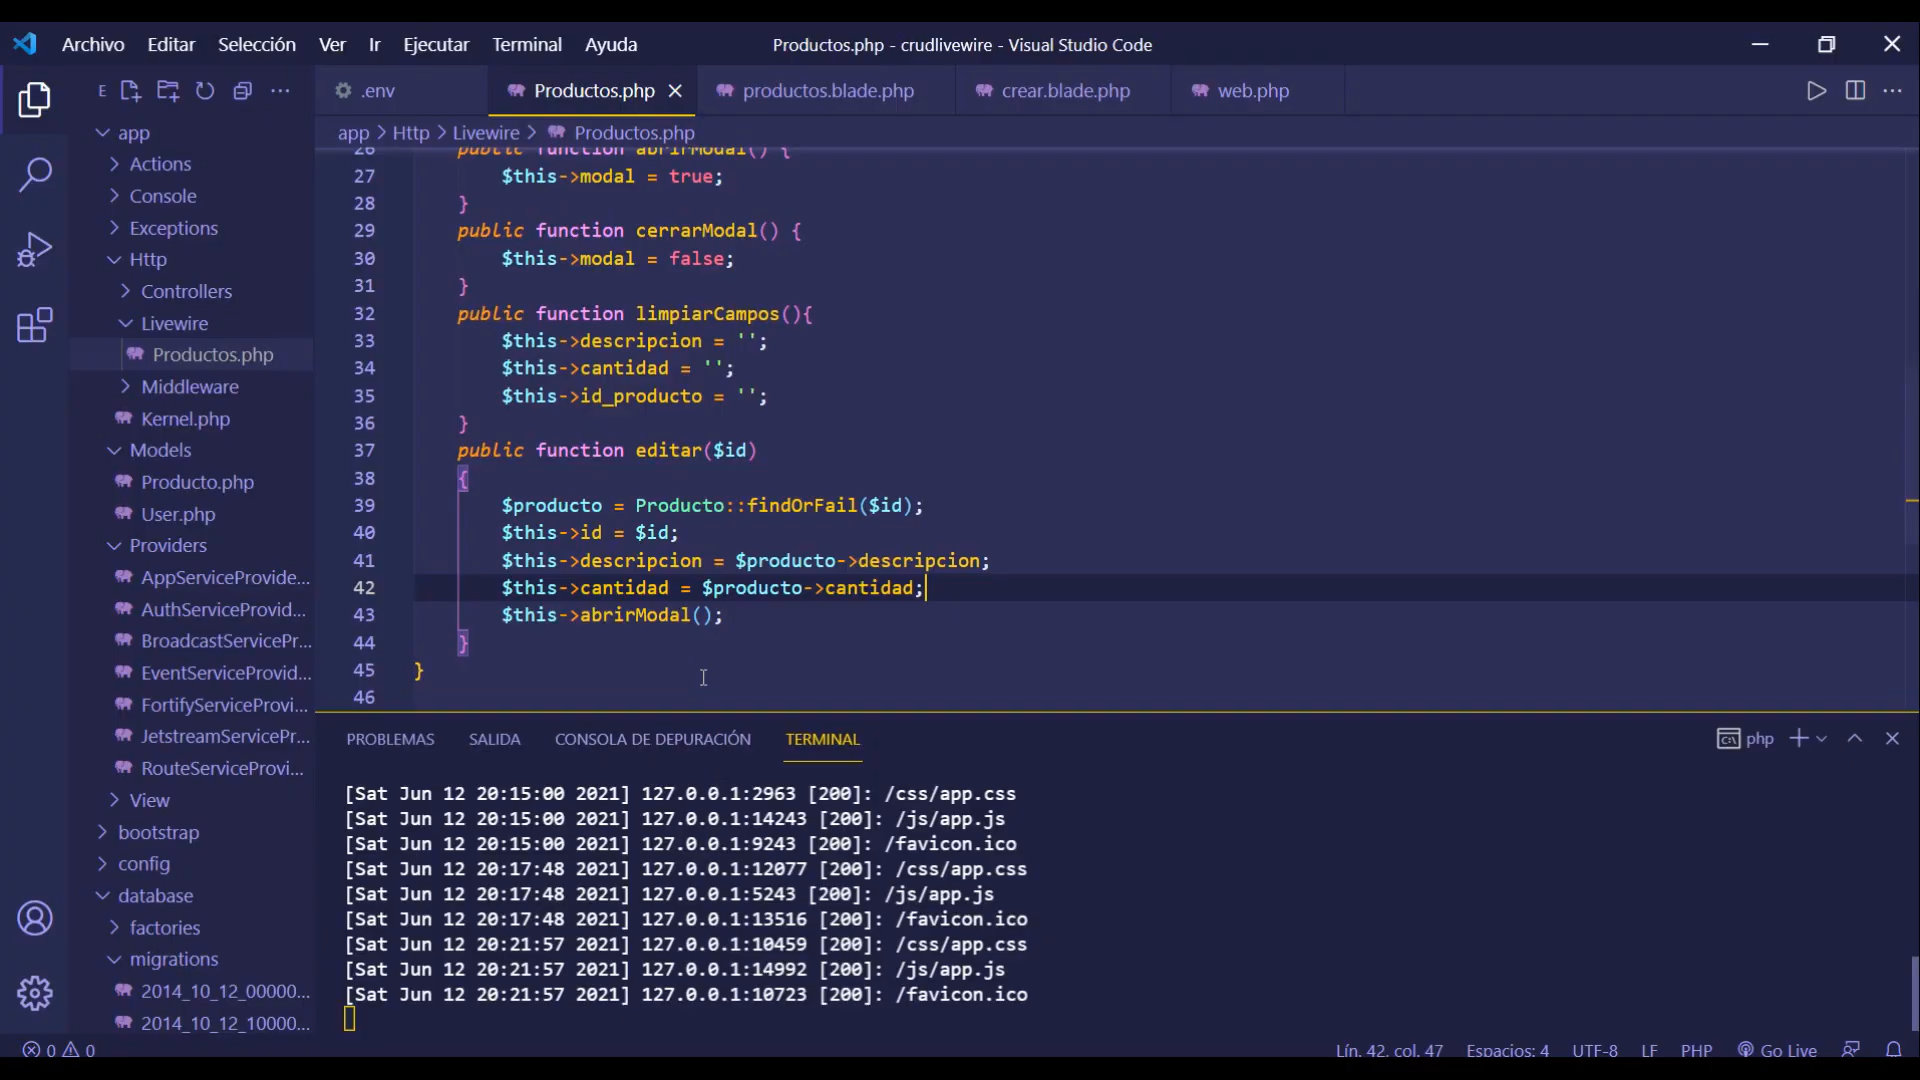 Archivo Editar Selección Ver Ir Ejecutar Terminal Ayuda Productos.php - crudlivewire - Visual Studio Code
E .env Productos.php productos.blade.php crear.blade.php web.php
app > Http > Livewire > Productos.php
app
Actions
Console
Exceptions
Http
Controllers
Livewire
Productos.php
Middleware
Kernel.php
Models
Producto.php
User.php
Providers
AppServiceProvide...
AuthServiceProvid...
BroadcastServicePr...
EventServiceProvid...
FortifyServiceProvi...
JetstreamServicePr...
RouteServiceProvi...
View
bootstrap
config
database
factories
migrations
2014_10_12_00000...
2014_10_12_10000...
26 public function abrirModal() {
27 $this->modal = true;
28 }
29 public function cerrarModal() {
30 $this->modal = false;
31 }
32 public function limpiarCampos(){
33 $this->descripcion = '';
34 $this->cantidad = '';
35 $this->id_producto = '';
36 }
37 public function editar($id)
38 {
39 $producto = Producto::findOrFail($id);
40 $this->id = $id;
41 $this->descripcion = $producto->descripcion;
42 $this->cantidad = $producto->cantidad;
43 $this->abrirModal();
44 }
45 }
46
PROBLEMAS SALIDA CONSOLA DE DEPURACIÓN TERMINAL php
[Sat Jun 12 20:15:00 2021] 127.0.0.1:2963 [200]: /css/app.css
[Sat Jun 12 20:15:00 2021] 127.0.0.1:14243 [200]: /js/app.js
[Sat Jun 12 20:15:00 2021] 127.0.0.1:9243 [200]: /favicon.ico
[Sat Jun 12 20:17:48 2021] 127.0.0.1:12077 [200]: /css/app.css
[Sat Jun 12 20:17:48 2021] 127.0.0.1:5243 [200]: /js/app.js
[Sat Jun 12 20:17:48 2021] 127.0.0.1:13516 [200]: /favicon.ico
[Sat Jun 12 20:21:57 2021] 127.0.0.1:10459 [200]: /css/app.css
[Sat Jun 12 20:21:57 2021] 127.0.0.1:14992 [200]: /js/app.js
[Sat Jun 12 20:21:57 2021] 127.0.0.1:10723 [200]: /favicon.ico
0 0 Lín. 42, col. 47 Espacios: 4 UTF-8 LF PHP Go Live